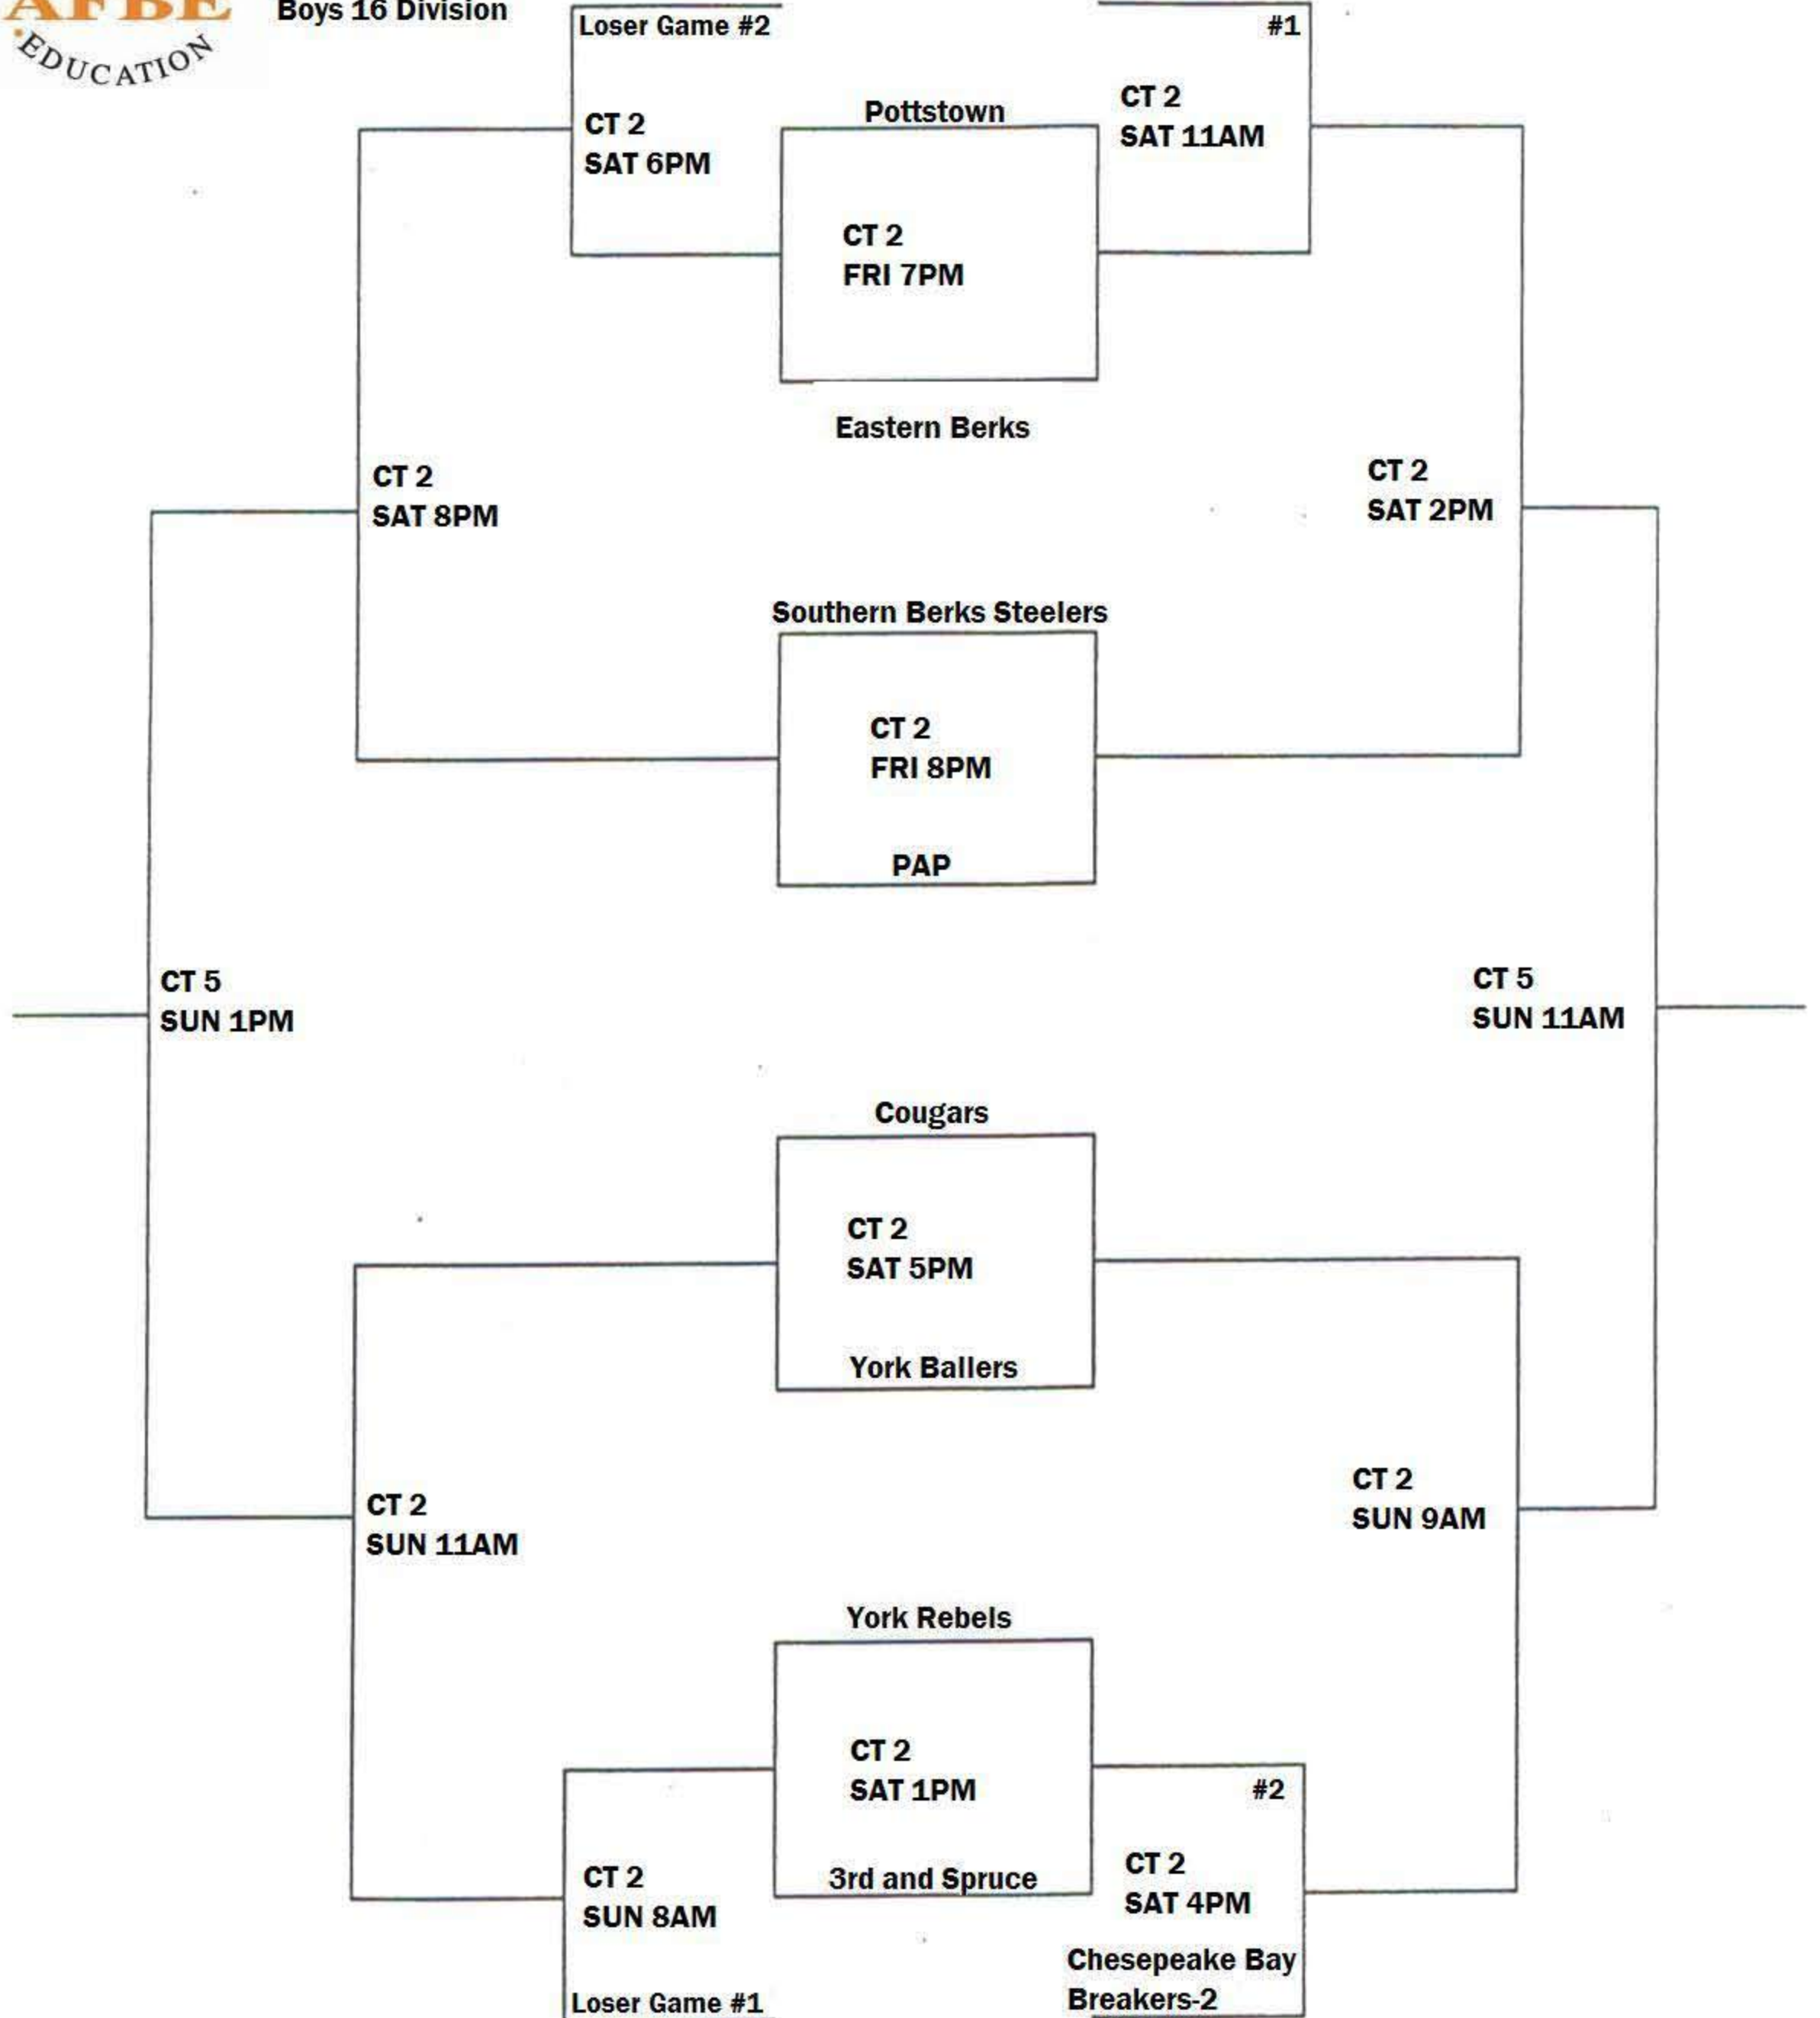 AFBE
Boys 16 Division
EDUCATION
Loser Game #2
#1
CT 2
SAT 6PM
Pottstown
CT 2
SAT 11AM
CT 2
FRI 7PM
Eastern Berks
CT 2
SAT 8PM
CT 2
SAT 2PM
Southern Berks Steelers
CT 2
FRI 8PM
PAP
CT 5
SUN 1PM
CT 5
SUN 11AM
Cougars
CT 2
SAT 5PM
York Ballers
CT 2
SUN 11AM
CT 2
SUN 9AM
York Rebels
CT 2
SAT 1PM
#2
3rd and Spruce
CT 2
SUN 8AM
CT 2
SAT 4PM
Chesepeake Bay
Breakers-2
Loser Game #1